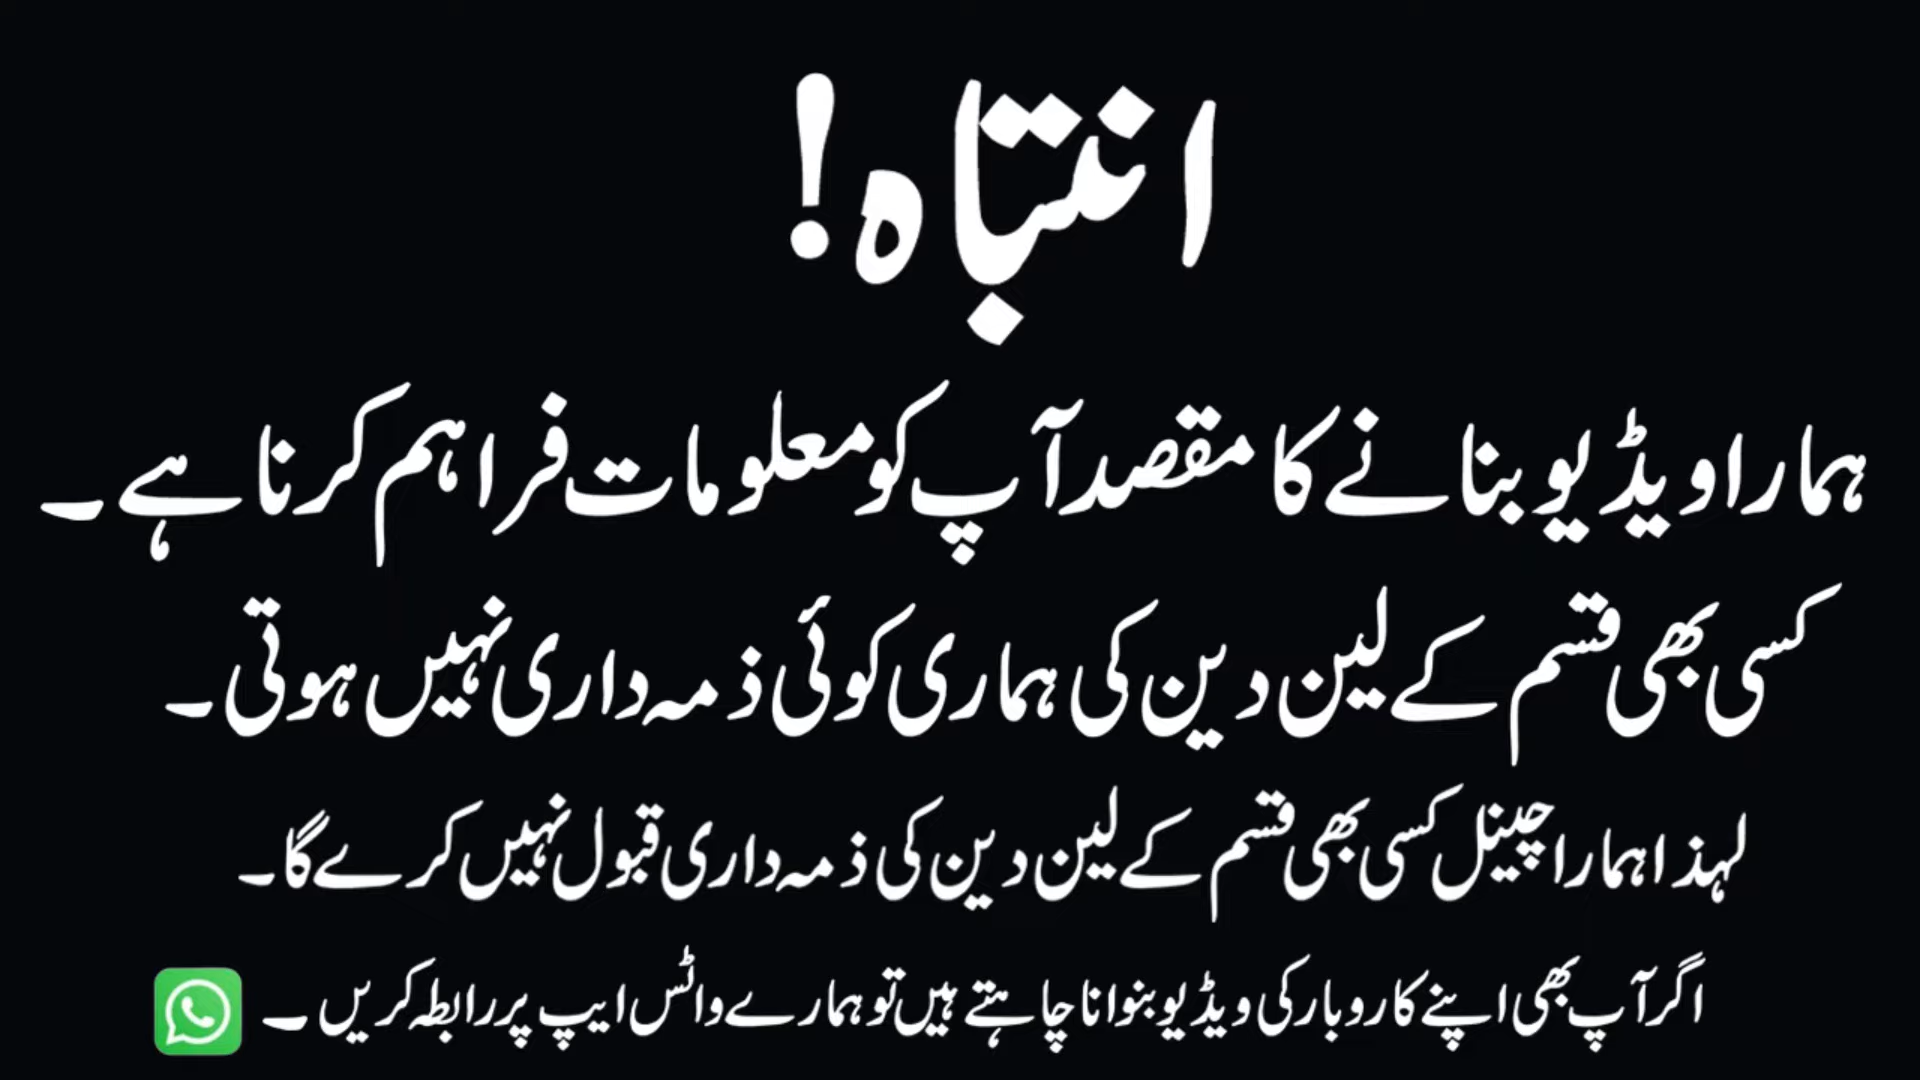 انتباہ!
ہمارا ویڈیو بنانے کا مقصد آپ کو معلومات فراہم کرنا ہے۔
کسی بھی قسم کے لین دین کی ہماری کوئی ذمہ داری نہیں ہوتی۔
لہذا ہمارا چینل کسی بھی قسم کے لین دین کی ذمہ داری قبول نہیں کرے گا۔
اگر آپ بھی اپنے کاروبار کی ویڈیو بنوانا چاہتے ہیں تو ہمارے واٹس ایپ پر رابطہ کریں۔